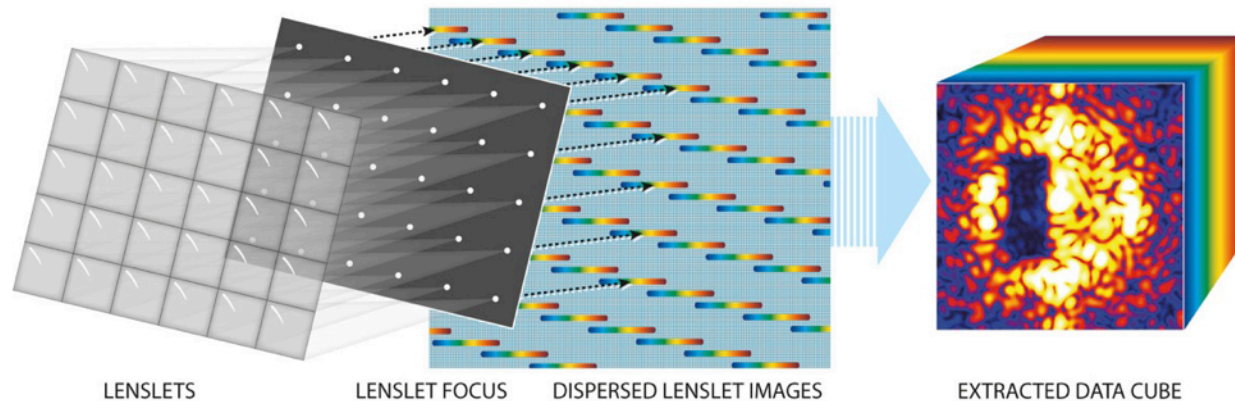 LENSLETS
LENSLET FOCUS
DISPERSED LENSLET IMAGES
EXTRACTED DATA CUBE